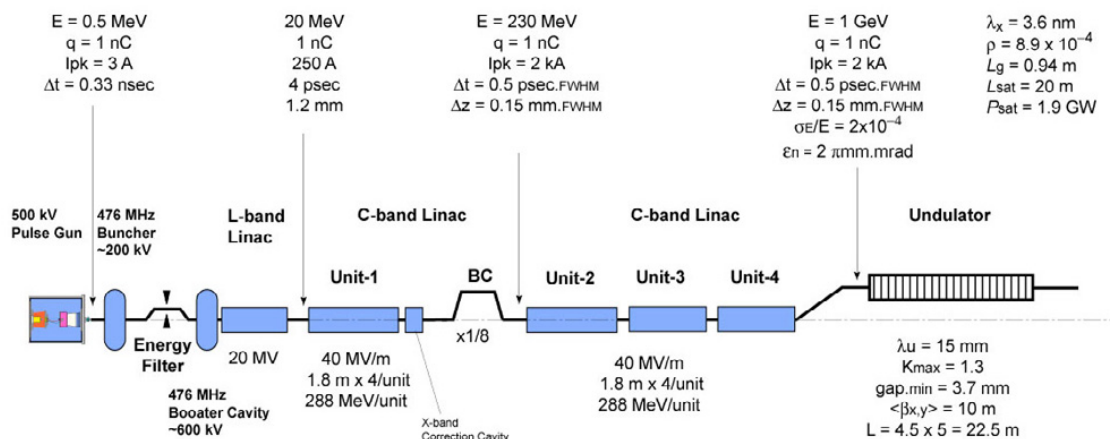 E = 0.5 MeV
q = 1 nC
Ipk = 3 A
Δt = 0.33 nsec
20 MeV
1 nC
250 A
4 psec
1.2 mm
E = 230 MeV
q = 1 nC
Ipk = 2 kA
Δt = 0.5 psec.FWHM
Δz = 0.15 mm.FWHM
E = 1 GeV
q = 1 nC
Ipk = 2 kA
Δt = 0.5 psec.FWHM
Δz = 0.15 mm.FWHM
σE/E = 2x10⁻⁴
εn = 2 πmm.mrad
λx = 3.6 nm
ρ = 8.9 x 10⁻⁴
Lg = 0.94 m
Lsat = 20 m
Psat = 1.9 GW
500 kV
Pulse Gun
476 MHz
Buncher
~200 kV
L-band
Linac
C-band Linac
C-band Linac
Undulator
Unit-1
BC
Unit-2
Unit-3
Unit-4
Energy
Filter
476 MHz
Booater Cavity
~600 kV
20 MV
40 MV/m
1.8 m x 4/unit
288 MeV/unit
X-band
Correction Cavity
x1/8
40 MV/m
1.8 m x 4/unit
288 MeV/unit
λu = 15 mm
Kmax = 1.3
gap.min = 3.7 mm
<βx,y> = 10 m
L = 4.5 x 5 = 22.5 m